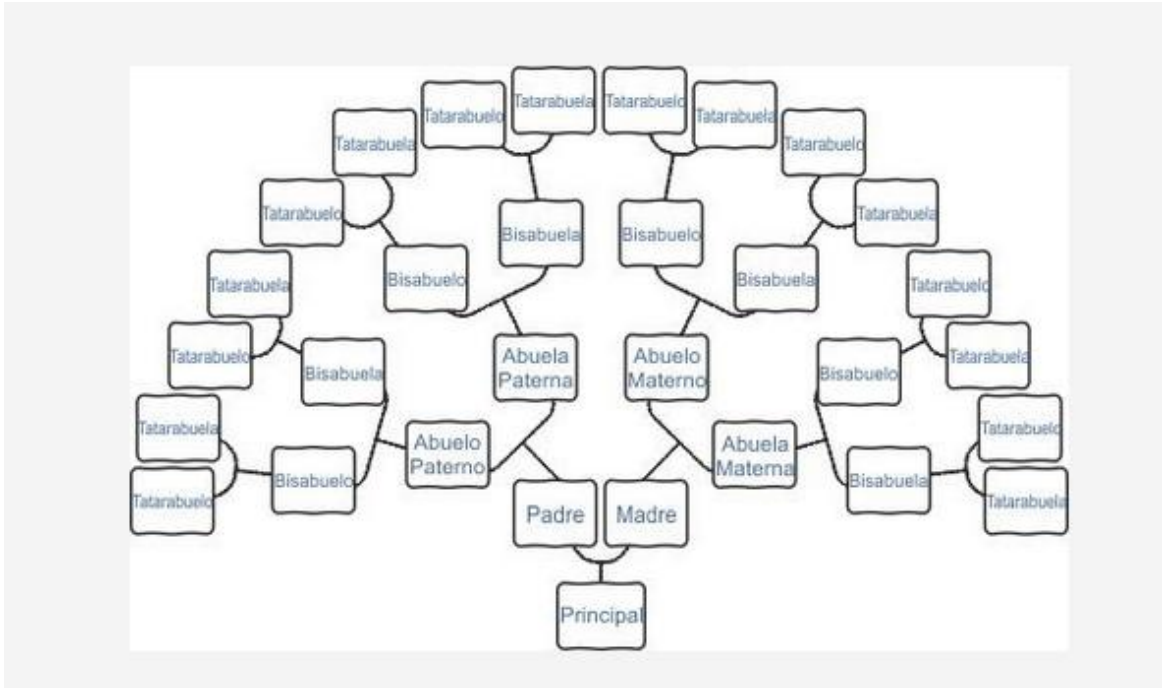 Tatarabuela
Tatarabuelo
Tatarabuelo
Tatarabuela
Tatarabuela
Tatarabuelo
Tatarabuelo
Tatarabuela
Bisabuela
Bisabuelo
Tatarabuela
Bisabuelo
Bisabuela
Tatarabuelo
Tatarabuelo
Bisabuela
Abuela
Paterna
Abuelo
Materno
Bisabuelo
Tatarabuela
Tatarabuela
Abuelo
Paterno
Abuela
Materna
Tatarabuelo
Tatarabuelo
Bisabuelo
Padre
Madre
Bisabuela
Tatarabuela
Principal